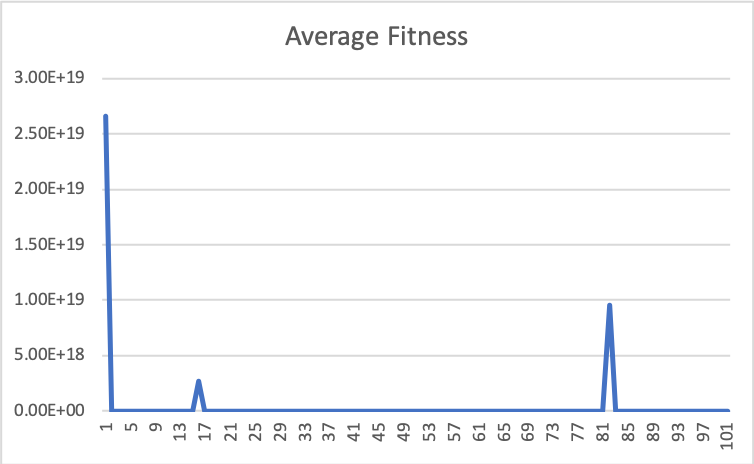 Average Fitness
3.00E+19
2.50E+19
2.00E+19
1.50E+19
1.00E+19
5.00E+18
0.00E+00
1 5 9 13 17 21 25 29 33 37 41 45 49 53 57 61 65 69 73 77 81 85 89 93 97 101